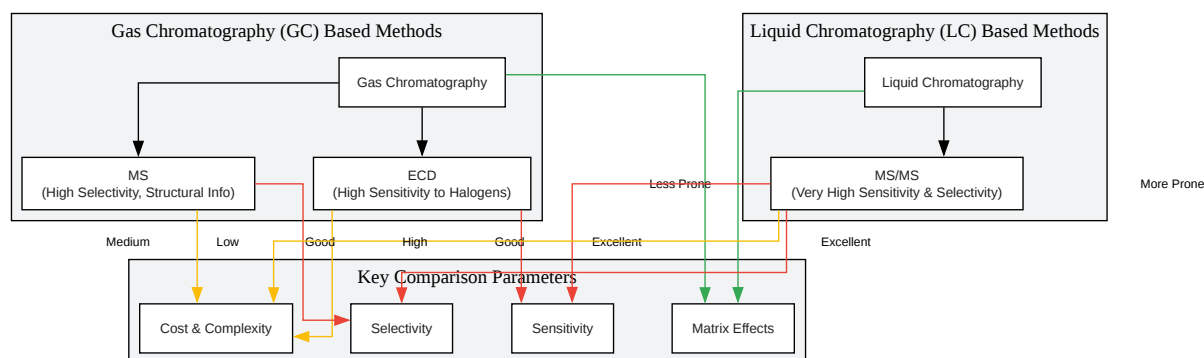 Gas Chromatography (GC) Based Methods
Liquid Chromatography (LC) Based Methods
Gas Chromatography
Liquid Chromatography
MS
(High Selectivity, Structural Info)
ECD
(High Sensitivity to Halogens)
Less Prone
MS/MS
(Very High Sensitivity & Selectivity)
More Prone
Medium
Low
Good
High
Good
Excellent
Excellent
Key Comparison Parameters
Cost & Complexity
Selectivity
Sensitivity
Matrix Effects